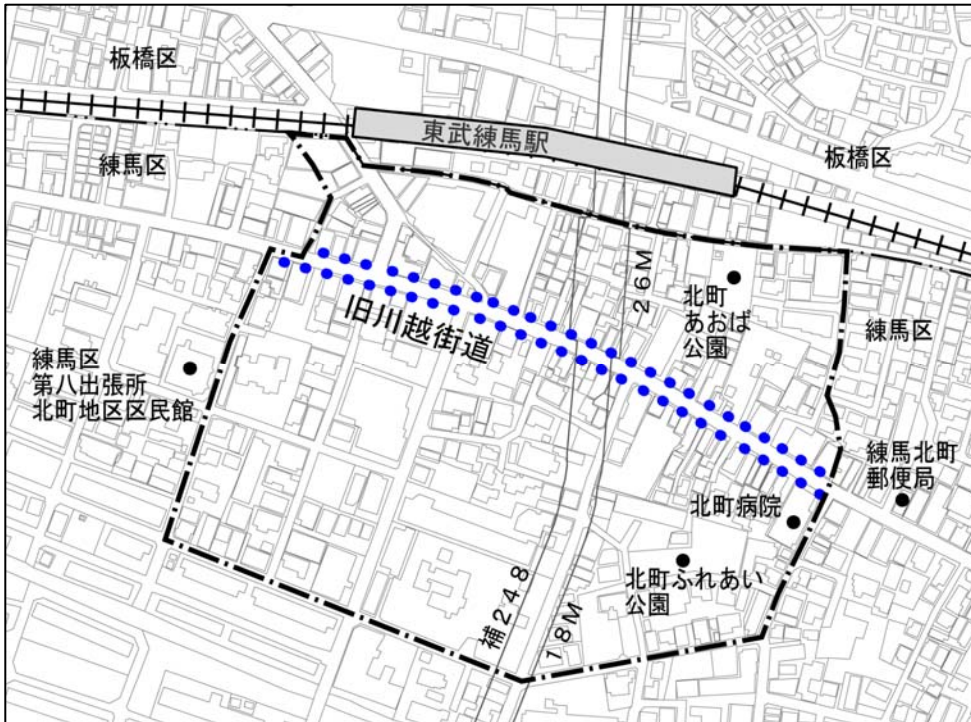 板橋区
東武練馬駅
板橋区
練馬区
26M
北町
あおば
公園
練馬区
旧川越街道
練馬区
第八出張所
北町地区区民館
練馬北町
郵便局
北町病院
北町ふれあい
公園
補248
18M